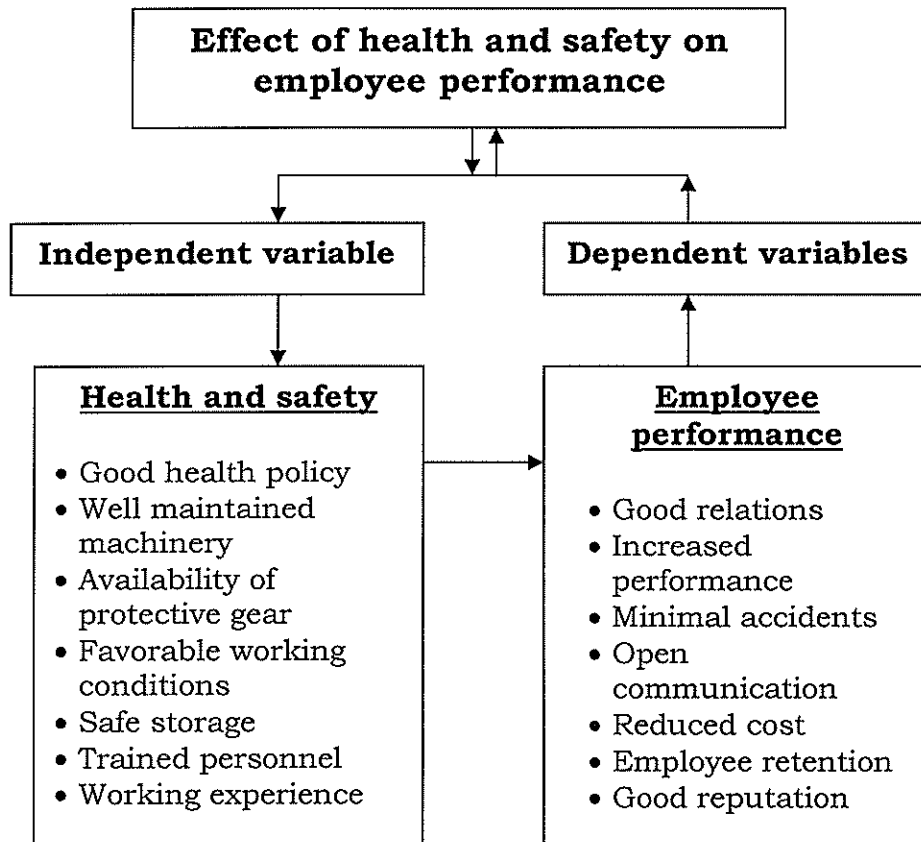 Effect of health and safety on
employee performance
Independent variable
Dependent variables
Health and safety
• Good health policy
• Well maintained
machinery
• Availability of
protective gear
• Favorable working
conditions
• Safe storage
• Trained personnel
• Working experience
Employee
performance
• Good relations
• Increased
performance
• Minimal accidents
• Open
communication
• Reduced cost
• Employee retention
• Good reputation